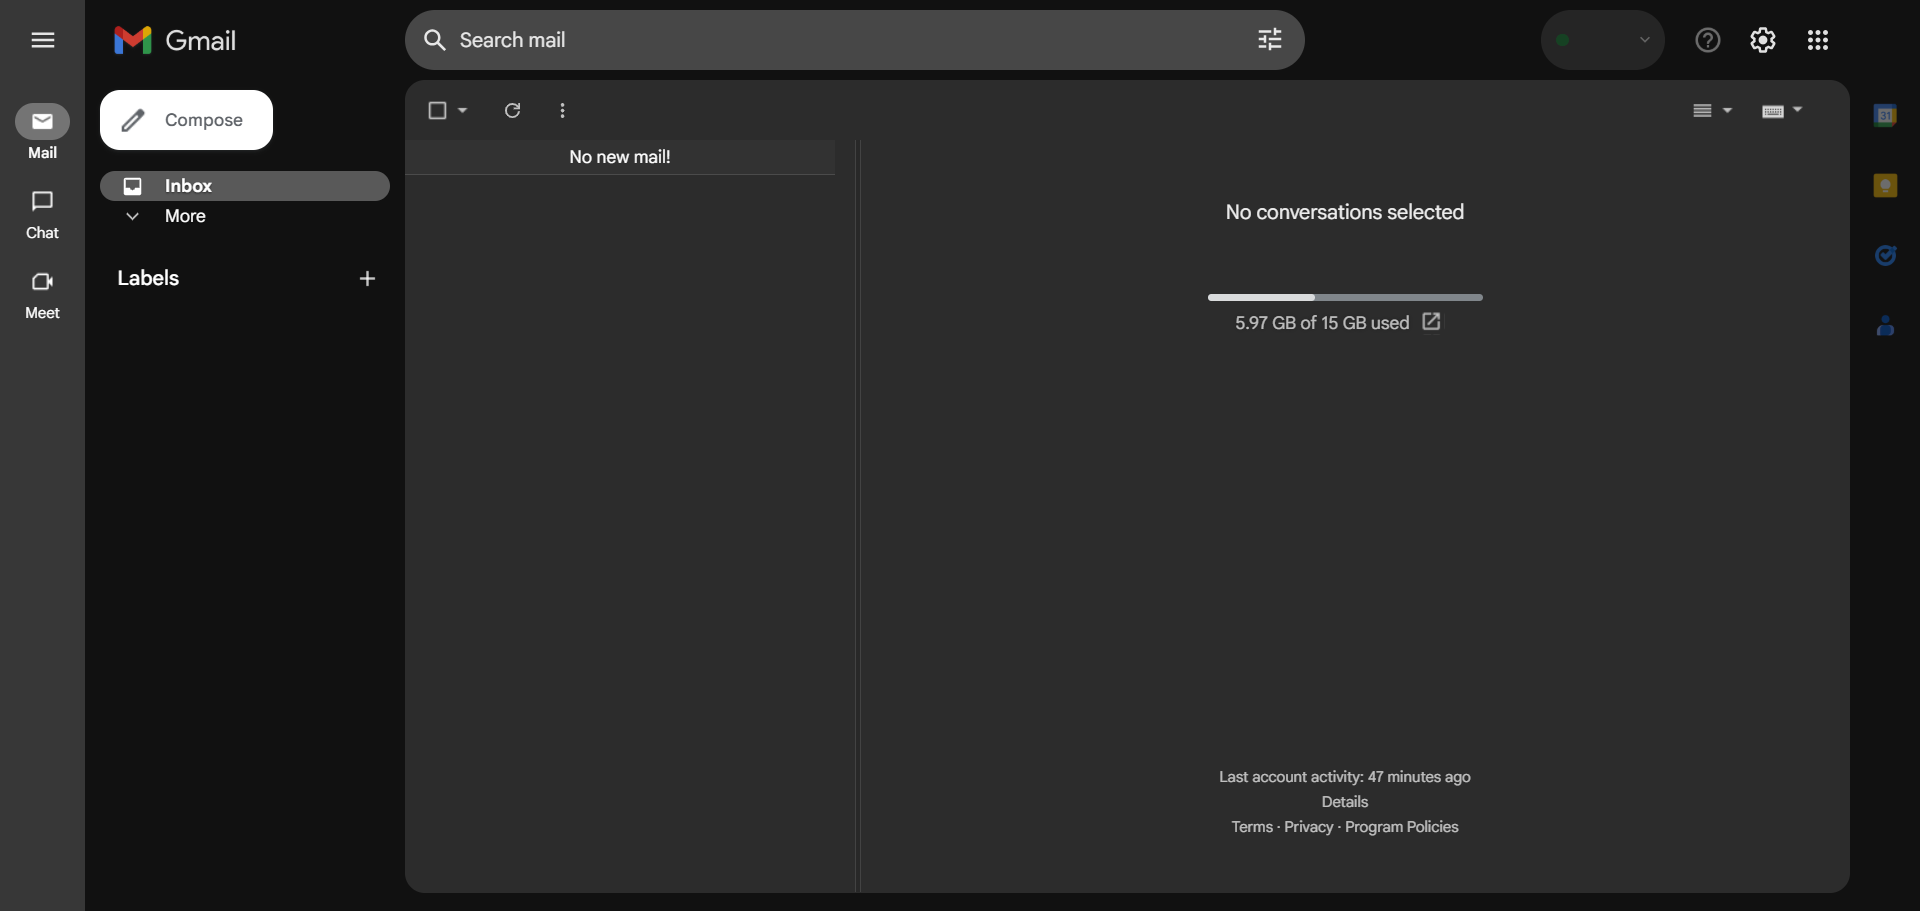 Gmail
Search mail
Compose
Mail
Inbox
More
Chat
Labels
Meet
No new mail!
No conversations selected
5.97 GB of 15 GB used
Last account activity: 47 minutes ago
Details
Terms · Privacy · Program Policies
31